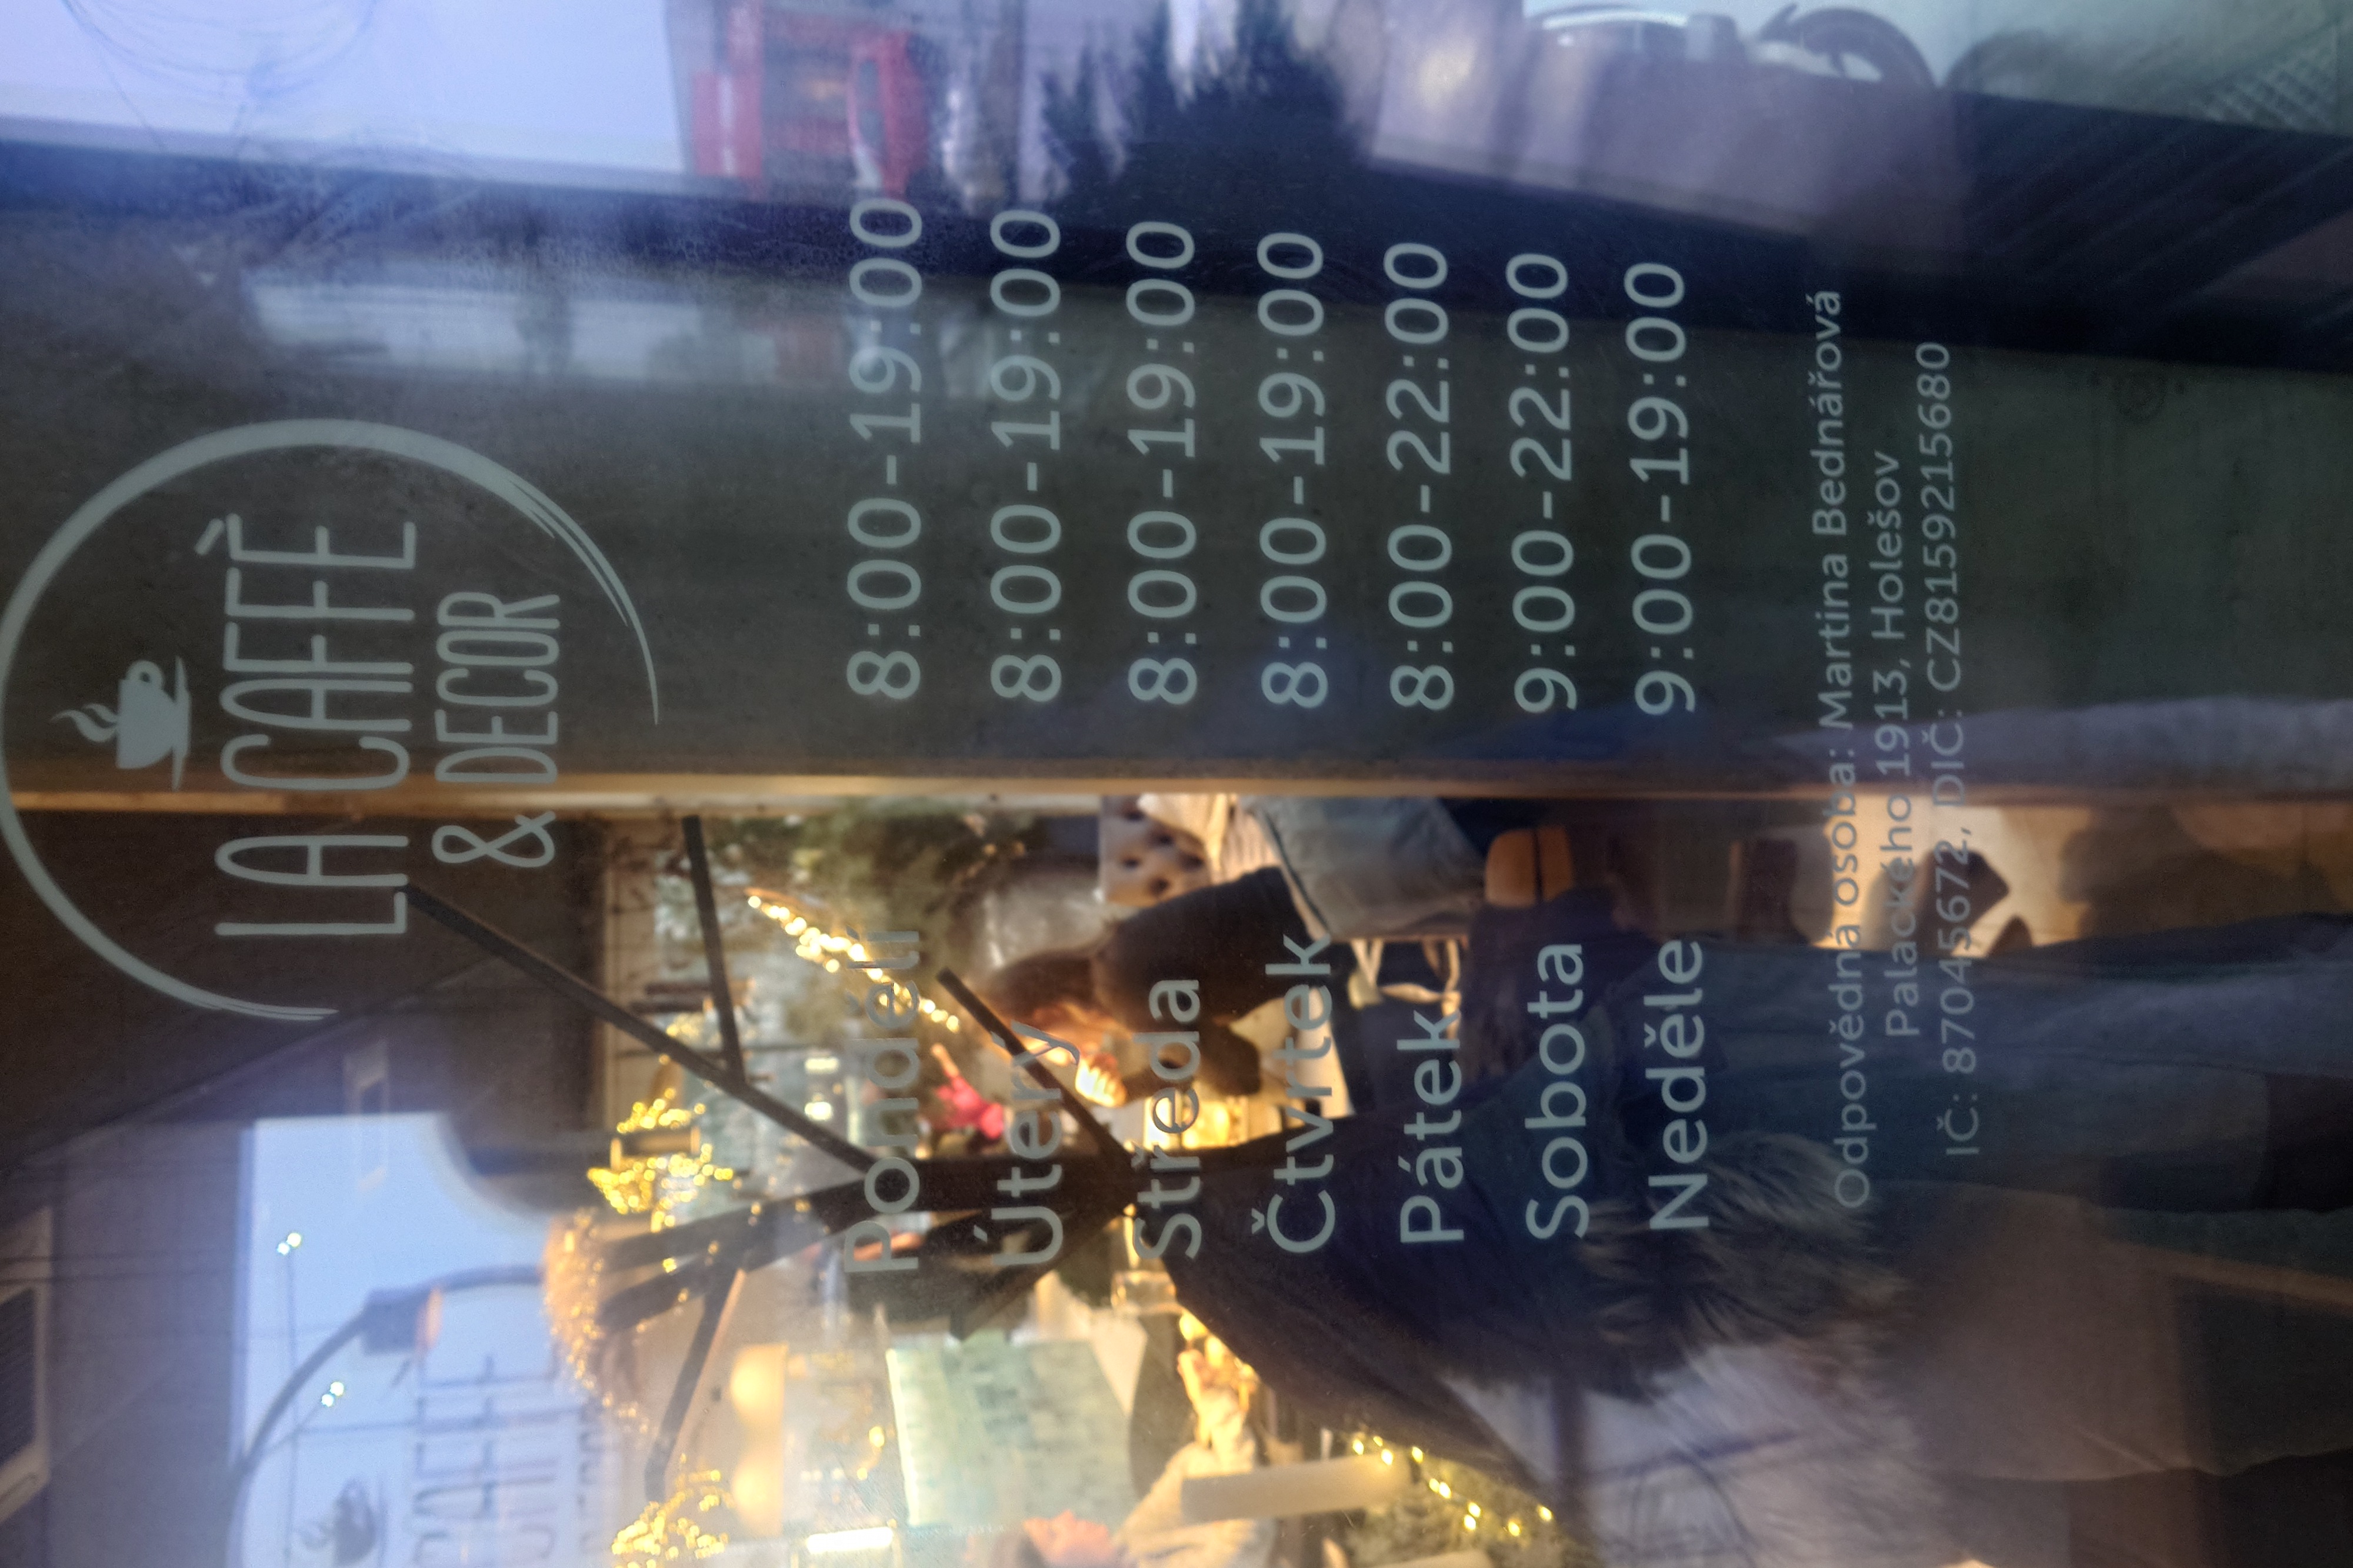 LA CAFFÈ
& DECOR
Pondělí 8:00-19:00
Úterý 8:00-19:00
Středa 8:00-19:00
Čtvrtek 8:00-19:00
Pátek 8:00-22:00
Sobota 9:00-22:00
Neděle 9:00-19:00
Odpovědná osoba: Martina Bednářová
Palackého 1913, Holešov
IČ: 87045672, DIČ: CZ8159215680